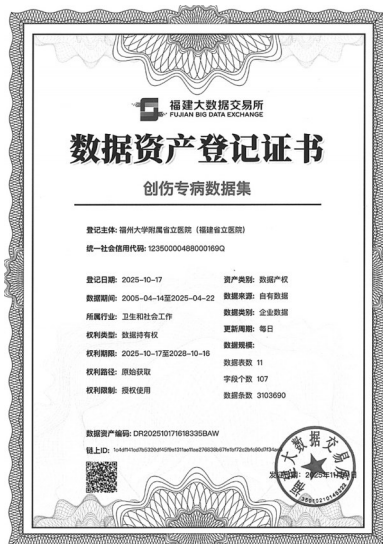 福建大数据交易所
FUJIAN BIG DATA EXCHANGE
数据资产登记证书
创伤专病数据集
登记主体: 福州大学附属省立医院（福建省立医院）
统一社会信用代码: 12350000488000169Q
登记日期: 2025-10-17
数据期间: 2005-04-14至2025-04-22
所属行业: 卫生和社会工作
权利类型: 数据持有权
权利期限: 2025-10-17至2028-10-16
权利路径: 原始获取
权利限制: 授权使用
资产类别: 数据产权
数据来源: 自有数据
数据类别: 企业数据
更新周期: 每日
数据规模:
数据表数 11
字段个数 107
数据条数 3103690
数据资产编码: DR202510171618335BAW
链上ID:
福建大数据交易所